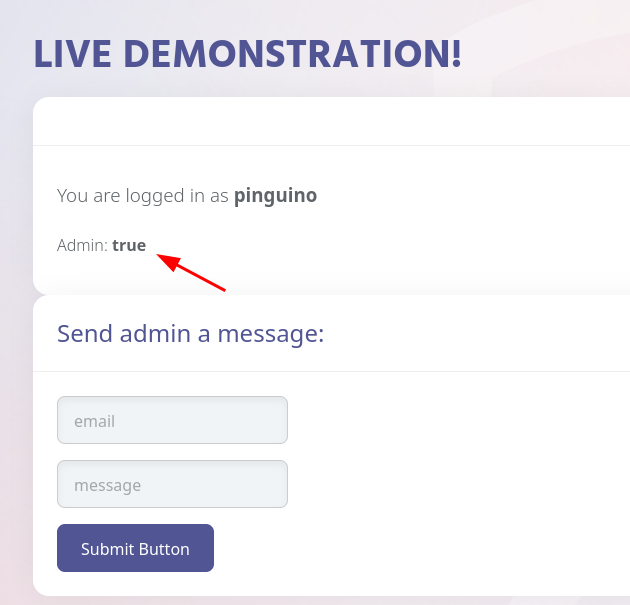 LIVE DEMONSTRATION!
You are logged in as pinguino
Admin: true
Send admin a message:
email
message
Submit Button